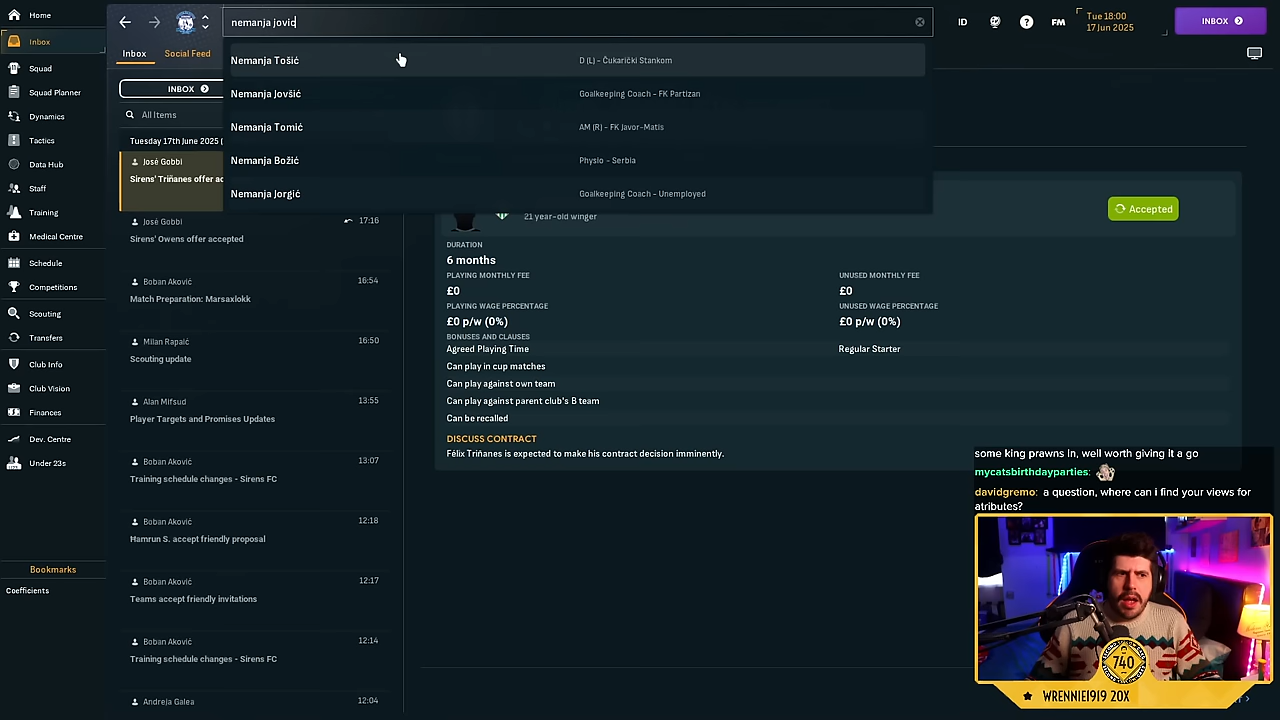 Home
Inbox
Squad
Squad Planner
Dynamics
Tactics
Data Hub
Staff
Training
Medical Centre
Schedule
Competitions
Scouting
Transfers
Club Info
Club Vision
Finances
Dev. Centre
Under 23s
Bookmarks
Coefficients
nemanja jovic
ID
FM
Tue 18:00
17 Jun 2025
INBOX
Inbox
Social Feed
INBOX
All Items
Nemanja Tošić
D (L) - Čukarički Stankom
Nemanja Jovšić
Goalkeeping Coach - FK Partizan
Nemanja Tomić
AM (R) - FK Javor-Matis
Nemanja Božić
Physio - Serbia
Nemanja Jorgić
Goalkeeping Coach - Unemployed
Tuesday 17th June 2025 (
José Gobbi
Sirens' Triñanes offer ac
José Gobbi
17:16
Sirens' Owens offer accepted
Boban Aković
16:54
Match Preparation: Marsaxlokk
Milan Rapaić
16:50
Scouting update
Alan Mifsud
13:55
Player Targets and Promises Updates
Boban Aković
13:07
Training schedule changes - Sirens FC
Boban Aković
12:18
Hamrun S. accept friendly proposal
Boban Aković
12:17
Teams accept friendly invitations
Boban Aković
12:14
Training schedule changes - Sirens FC
Andreja Galea
12:04
21 year-old winger
Accepted
DURATION
6 months
PLAYING MONTHLY FEE
UNUSED MONTHLY FEE
£0
£0
PLAYING WAGE PERCENTAGE
UNUSED WAGE PERCENTAGE
£0 p/w (0%)
£0 p/w (0%)
BONUSES AND CLAUSES
Agreed Playing Time
Regular Starter
Can play in cup matches
Can play against own team
Can play against parent club's B team
Can be recalled
DISCUSS CONTRACT
Félix Triñanes is expected to make his contract decision imminently.
some king prawns in, well worth giving it a go
mycatsbirthdayparties:
davidgremo: a question, where can i find your views for
atributes?
740
WRENNIE1919 20X